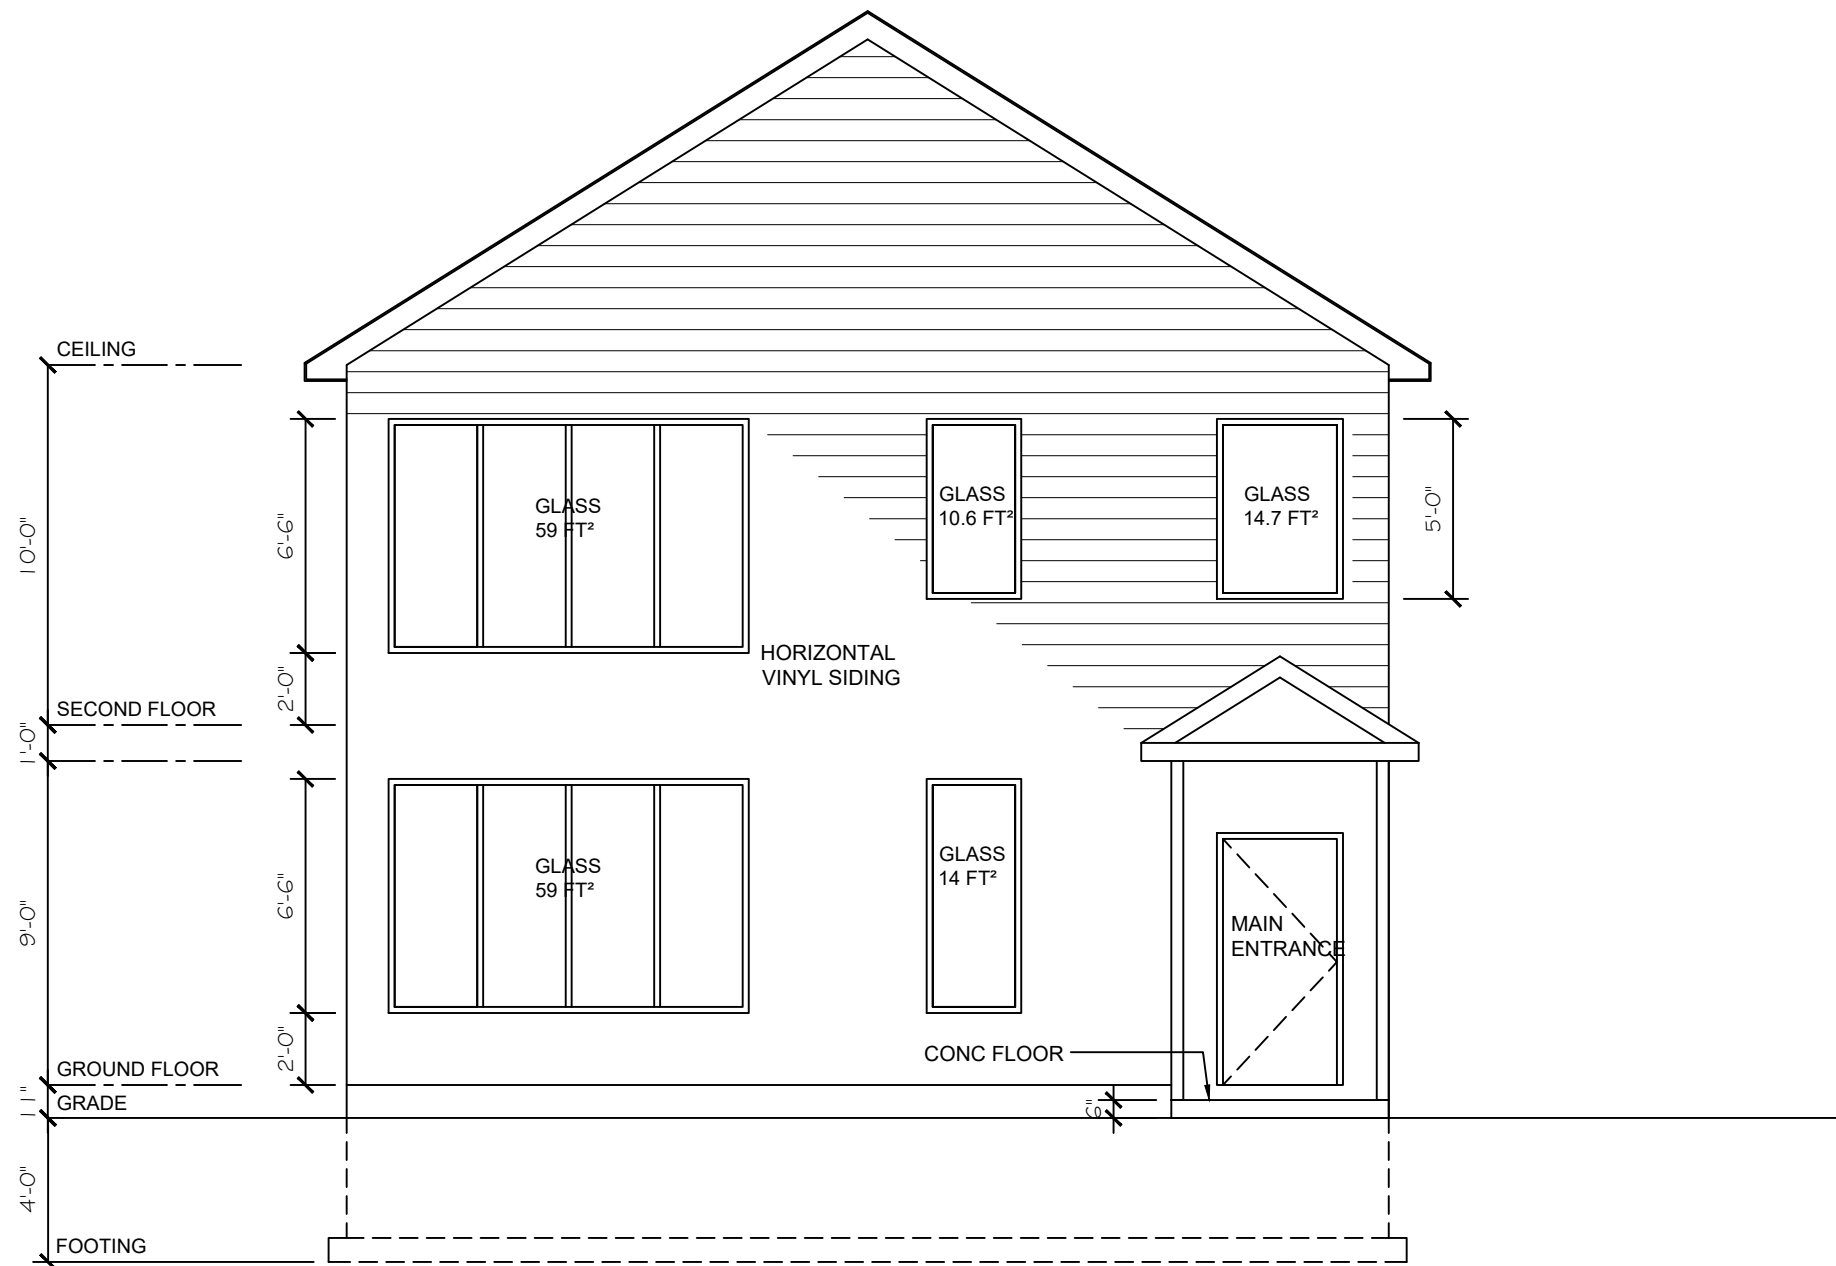 CEILING
10'-0"
6'-6"
GLASS
59 FT²
GLASS
10.6 FT²
GLASS
14.7 FT²
5'-0"
HORIZONTAL
VINYL SIDING
2'-0"
SECOND FLOOR
1'-0"
9'-0"
6'-6"
GLASS
59 FT²
GLASS
14 FT²
MAIN
ENTRANCE
2'-0"
CONC FLOOR
GROUND FLOOR
11"
GRADE
6"
4'-0"
FOOTING